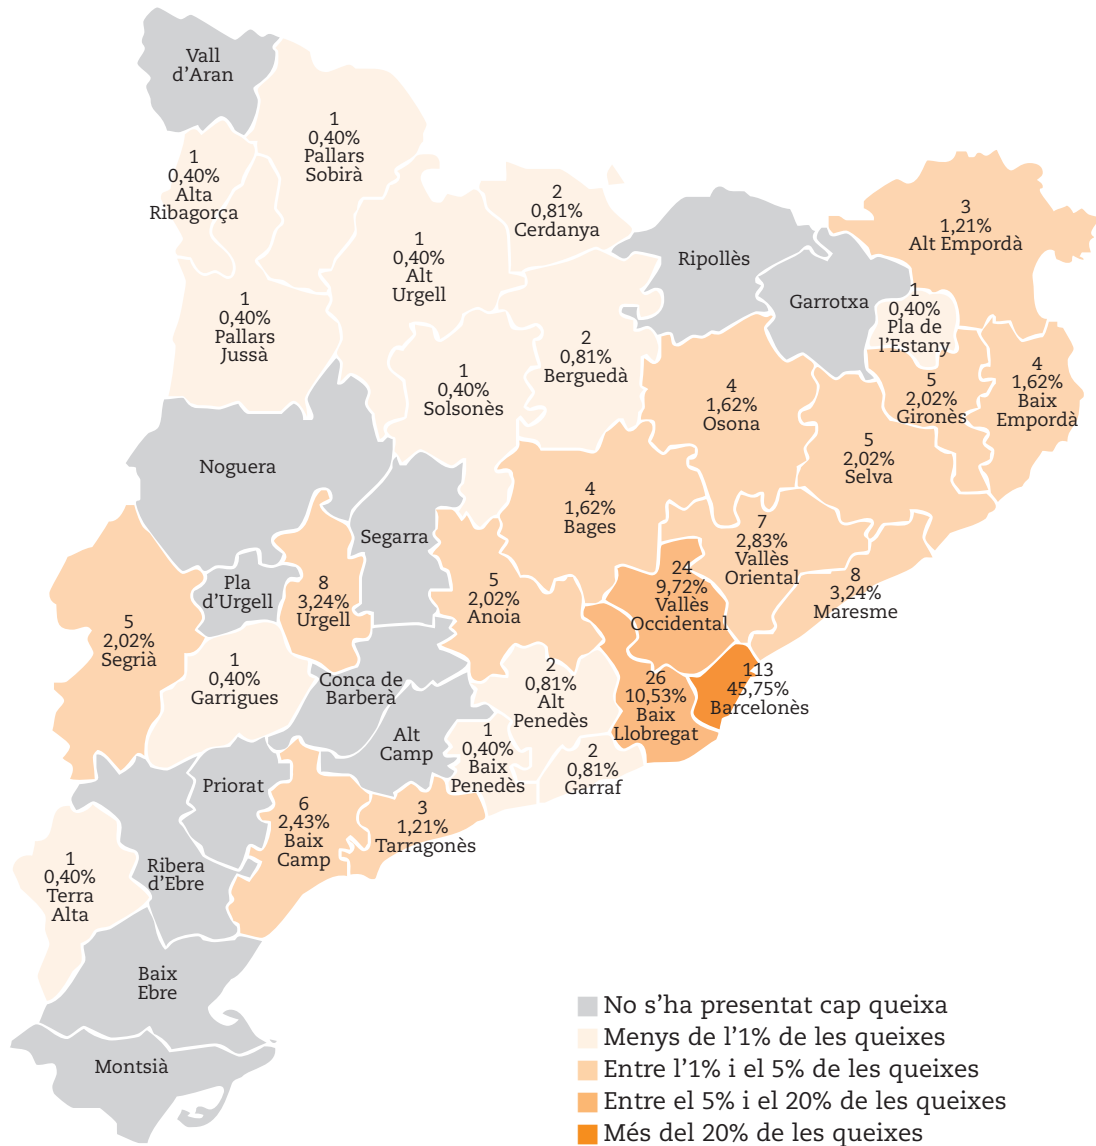 Vall
d'Aran
1
0,40%
Pallars
Sobirà
1
0,40%
Alta
Ribagorça
2
0,81%
Cerdanya
3
1,21%
Alt Empordà
1
0,40%
Alt
Urgell
Ripollès
Garrotxa
1
0,40%
Pla de
l'Estany
1
0,40%
Pallars
Jussà
2
0,81%
Berguedà
1
0,40%
Solsonès
4
1,62%
Osona
5
2,02%
Gironès
4
1,62%
Baix
Empordà
5
2,02%
Selva
Noguera
4
1,62%
Bages
Segarra
7
2,83%
Vallès
Oriental
8
3,24%
Maresme
24
9,72%
Vallès
Occidental
Pla
d'Urgell
8
3,24%
Urgell
5
2,02%
Anoia
5
2,02%
Segrià
1
0,40%
Garrigues
Conca de
Barberà
2
0,81%
Alt
Penedès
26
10,53%
Baix
Llobregat
113
45,75%
Barcelonès
Alt
Camp
1
0,40%
Baix
Penedès
2
0,81%
Garraf
Priorat
6
2,43%
Baix
Camp
3
1,21%
Tarragonès
1
0,40%
Terra
Alta
Ribera
d'Ebre
Baix
Ebre
Montsià
No s'ha presentat cap queixa
Menys de l'1% de les queixes
Entre l'1% i el 5% de les queixes
Entre el 5% i el 20% de les queixes
Més del 20% de les queixes